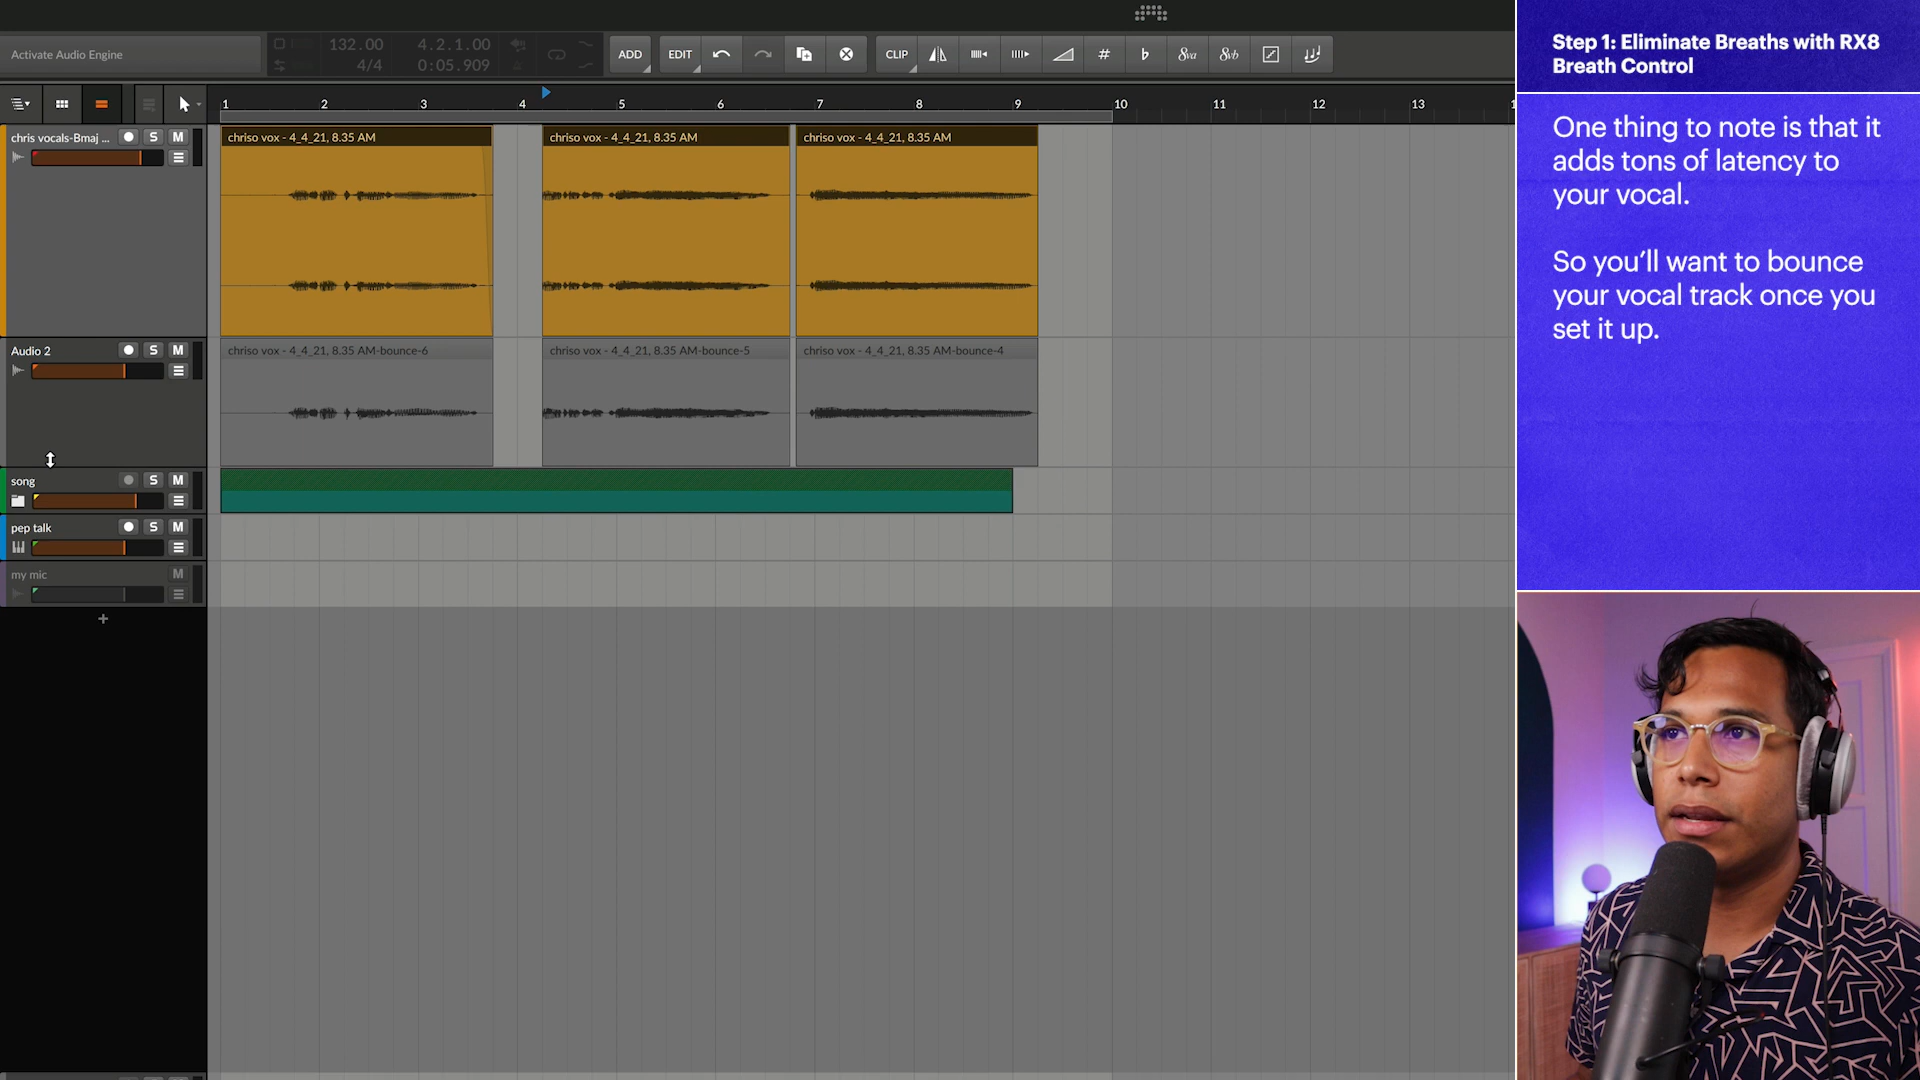 Activate Audio Engine
132.00
4/4
4.2.1.00
0:05.909
ADD
EDIT
CLIP
#
b
8va
8vb
1
2
3
4
5
6
7
8
9
10
11
12
13
chris vocals-Bmaj ...
S
M
chriso vox - 4_4_21, 8.35 AM
chriso vox - 4_4_21, 8.35 AM
chriso vox - 4_4_21, 8.35 AM
Audio 2
S
M
chriso vox - 4_4_21, 8.35 AM-bounce-6
chriso vox - 4_4_21, 8.35 AM-bounce-5
chriso vox - 4_4_21, 8.35 AM-bounce-4
song
S
M
pep talk
S
M
my mic
M
+
Step 1: Eliminate Breaths with RX8
Breath Control
One thing to note is that it
adds tons of latency to
your vocal.
So you’ll want to bounce
your vocal track once you
set it up.